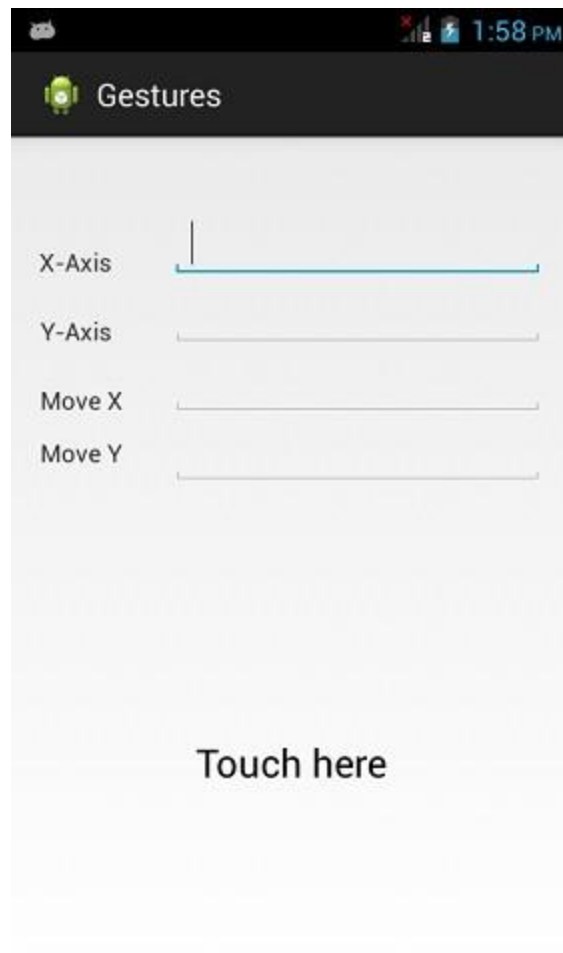 1:58 PM
Gestures
X-Axis
Y-Axis
Move X
Move Y
Touch here